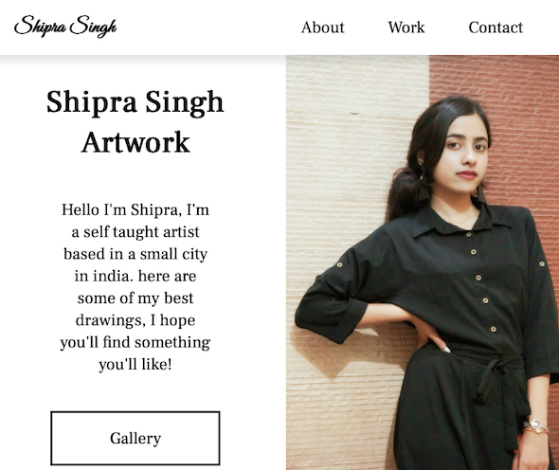 Shipra Singh
About Work Contact
Shipra Singh
Artwork
Hello I'm Shipra, I'm
a self taught artist
based in a small city
in india. here are
some of my best
drawings, I hope
you'll find something
you'll like!
Gallery